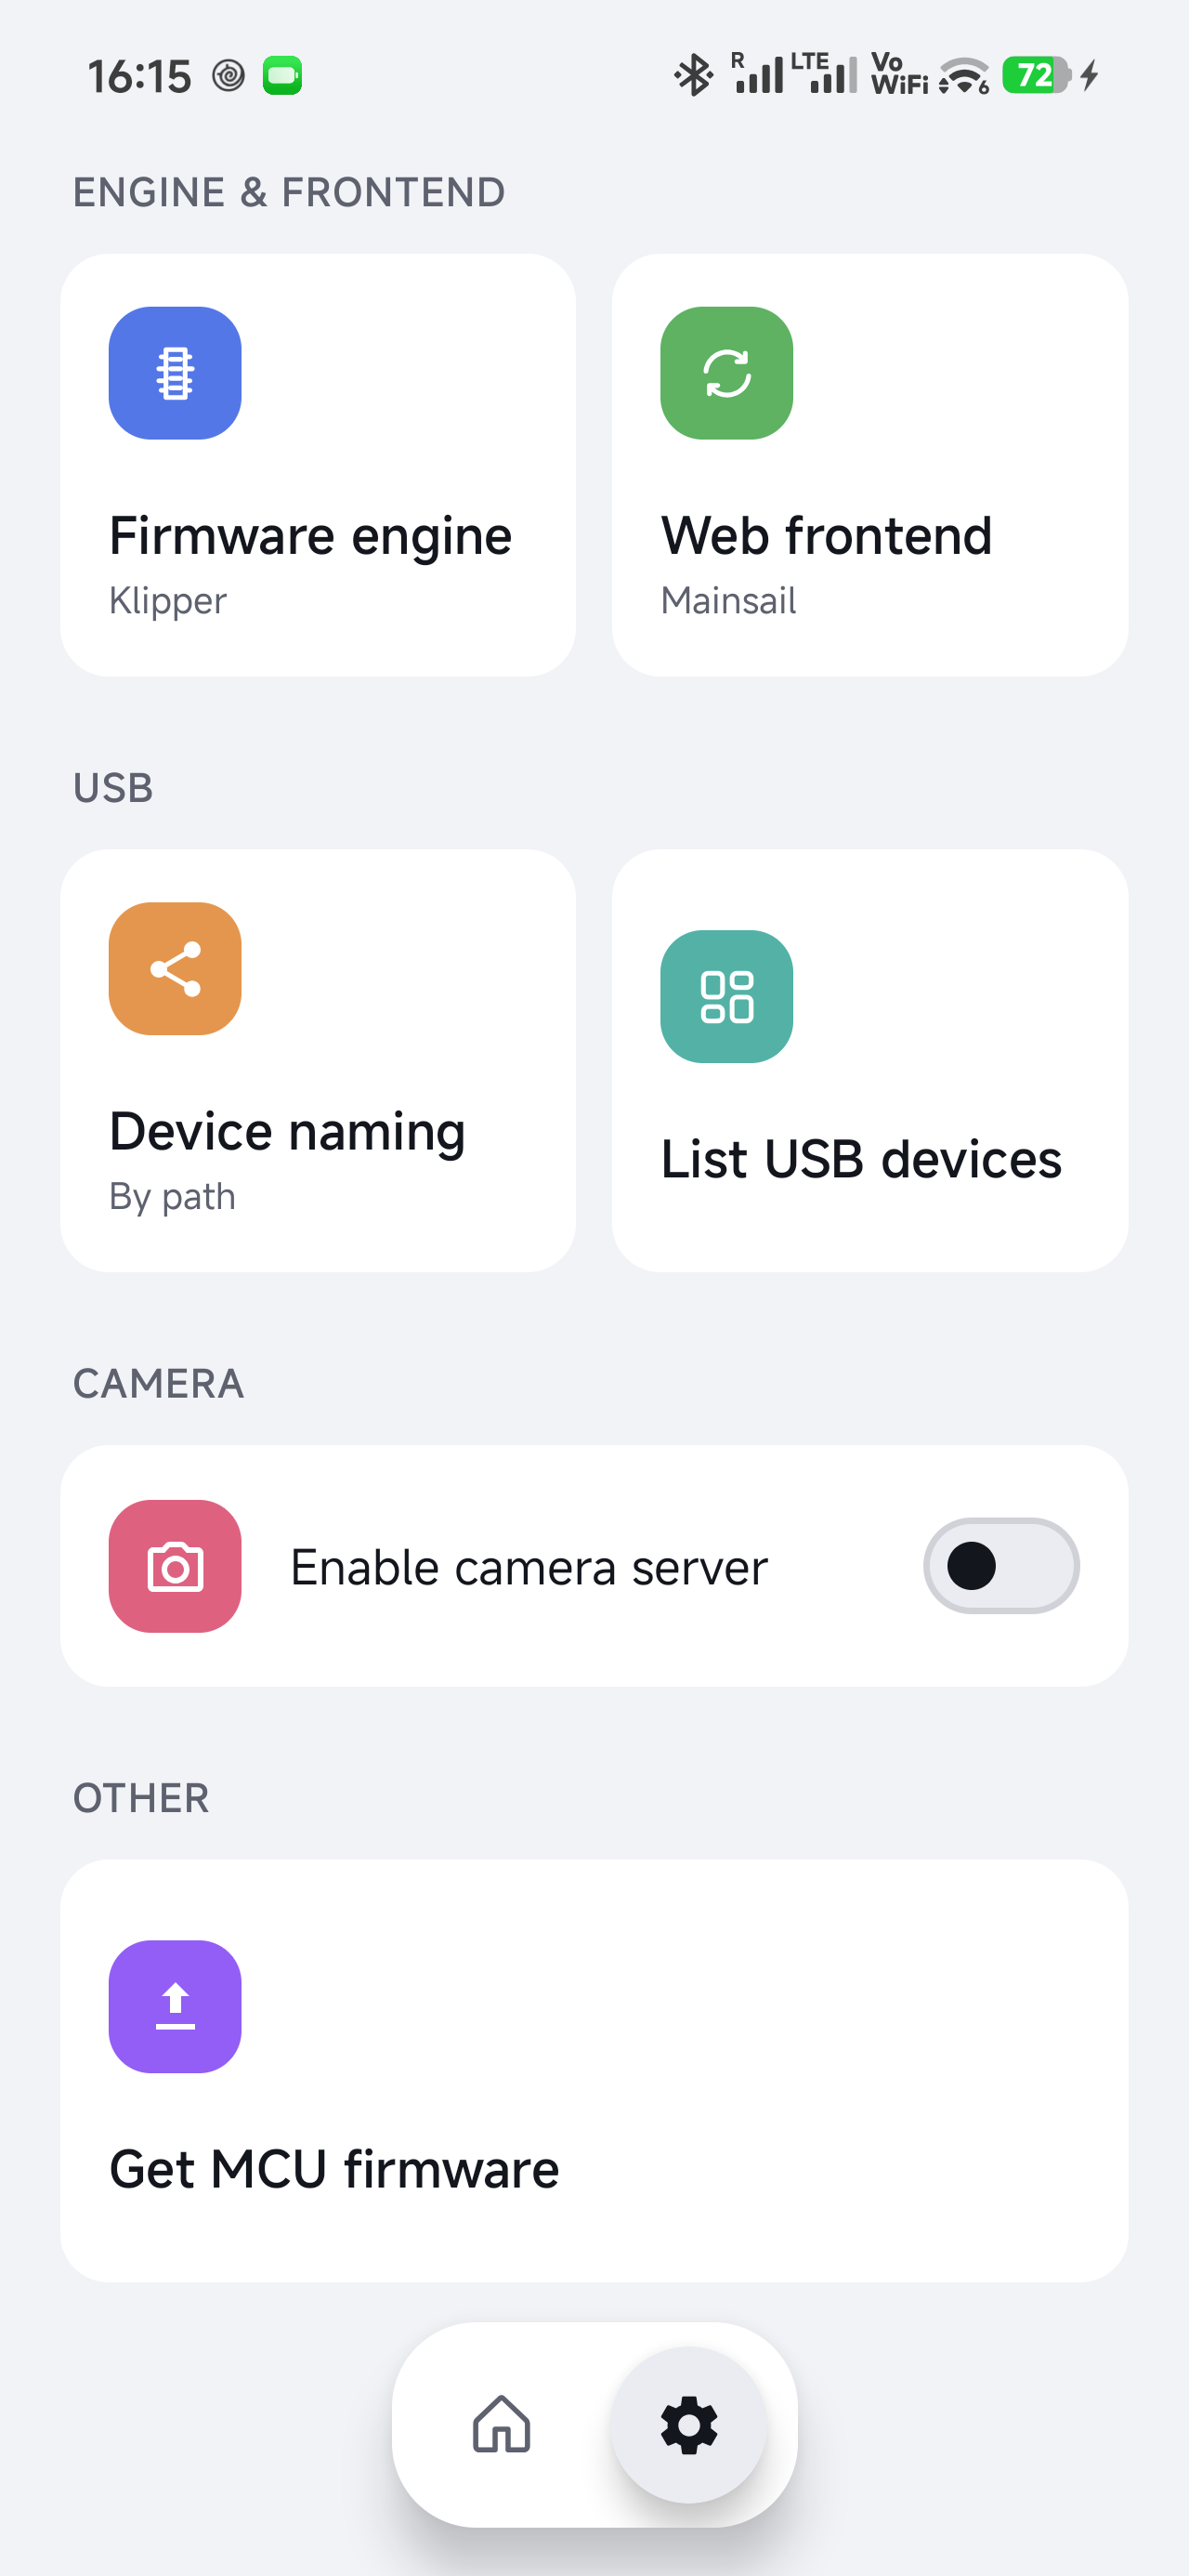 16:15
R LTE Vo WiFi 6 72
ENGINE & FRONTEND
Firmware engine
Klipper
Web frontend
Mainsail
USB
Device naming
By path
List USB devices
CAMERA
Enable camera server
OTHER
Get MCU firmware